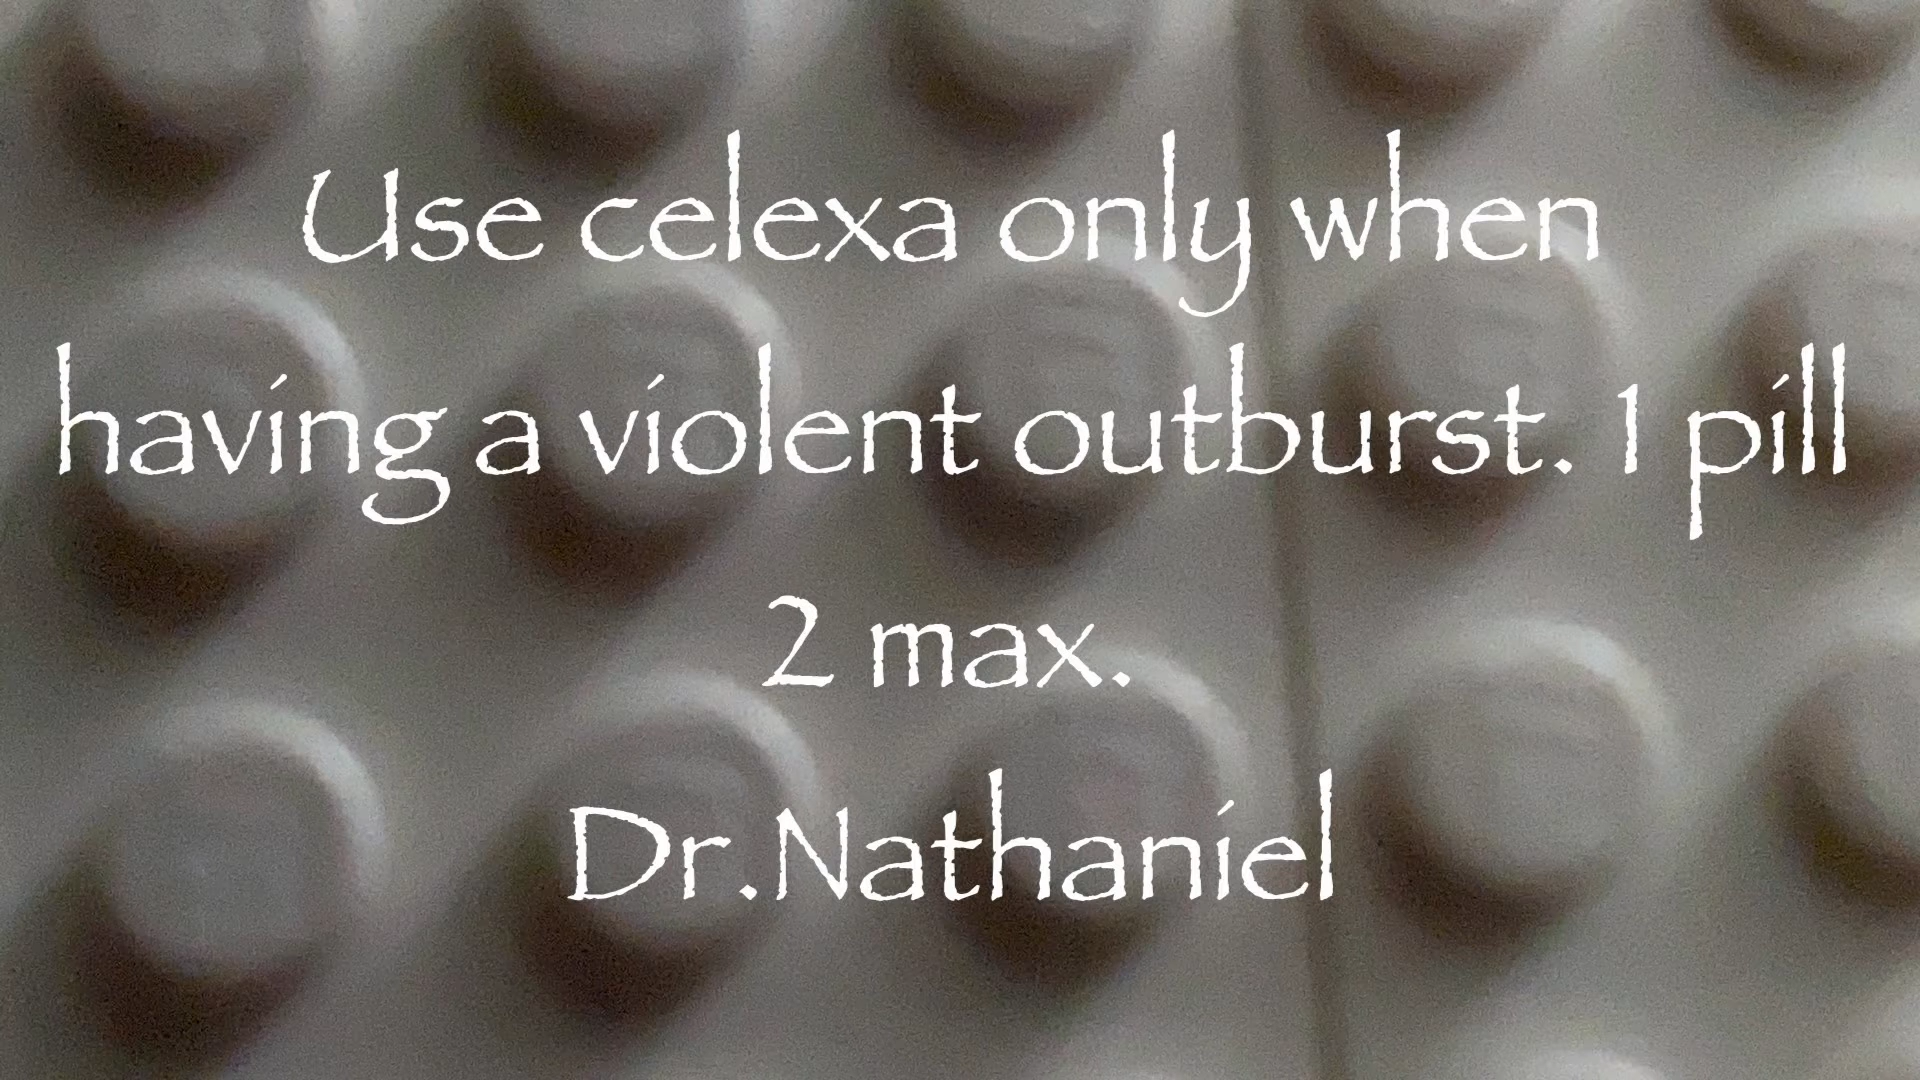 Use celexa only when
having a violent outburst. 1 pill
2 max.
Dr.Nathaniel